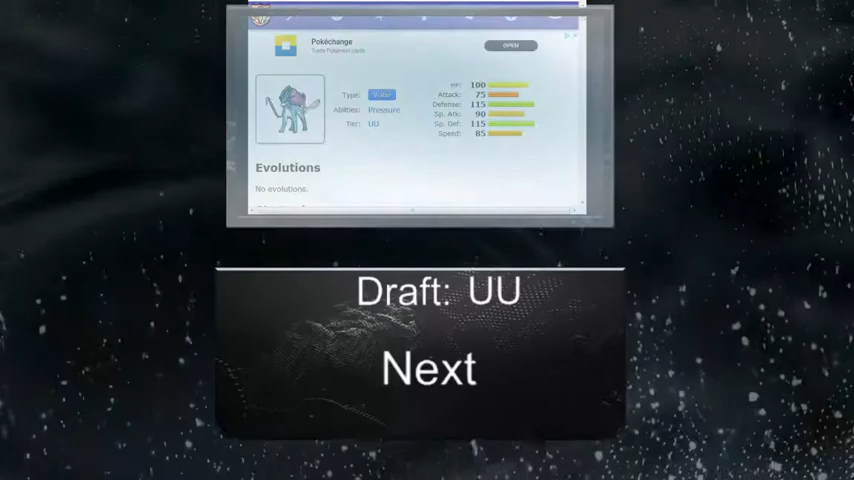 Pokéchange
Trade Pokémon cards
OPEN
Type: Water
Abilities: Pressure
Tier: UU
HP: 100
Attack: 75
Defense: 115
Sp. Atk: 90
Sp. Def: 115
Speed: 85
Evolutions
No evolutions.
Draft: UU
Next